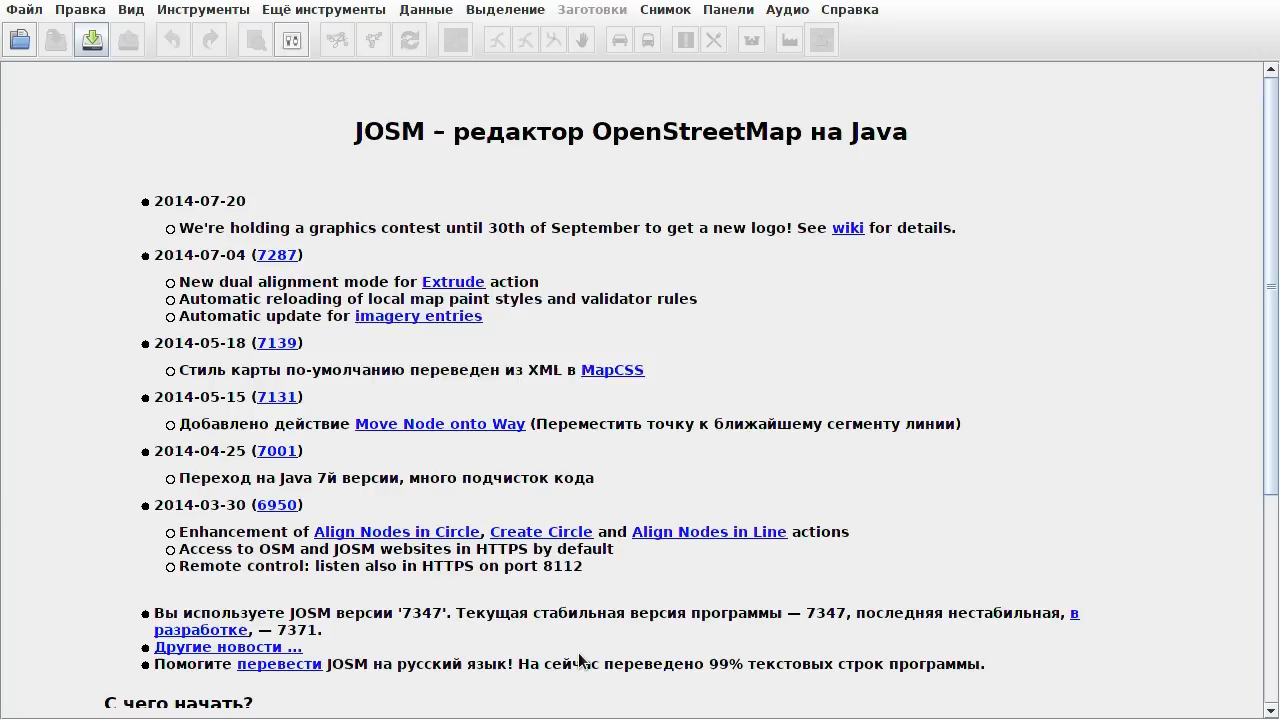 Файл Правка Вид Инструменты Ещё инструменты Данные Выделение Заготовки Снимок Панели Аудио Справка
JOSM – редактор OpenStreetMap на Java
2014-07-20
We're holding a graphics contest until 30th of September to get a new logo! See wiki for details.
2014-07-04 (7287)
New dual alignment mode for Extrude action
Automatic reloading of local map paint styles and validator rules
Automatic update for imagery entries
2014-05-18 (7139)
Стиль карты по-умолчанию переведен из XML в MapCSS
2014-05-15 (7131)
Добавлено действие Move Node onto Way (Переместить точку к ближайшему сегменту линии)
2014-04-25 (7001)
Переход на Java 7й версии, много подчисток кода
2014-03-30 (6950)
Enhancement of Align Nodes in Circle, Create Circle and Align Nodes in Line actions
Access to OSM and JOSM websites in HTTPS by default
Remote control: listen also in HTTPS on port 8112
Вы используете JOSM версии '7347'. Текущая стабильная версия программы — 7347, последняя нестабильная, в
разработке, — 7371.
Другие новости ...
Помогите перевести JOSM на русский язык! На сейчас переведено 99% текстовых строк программы.
С чего начать?